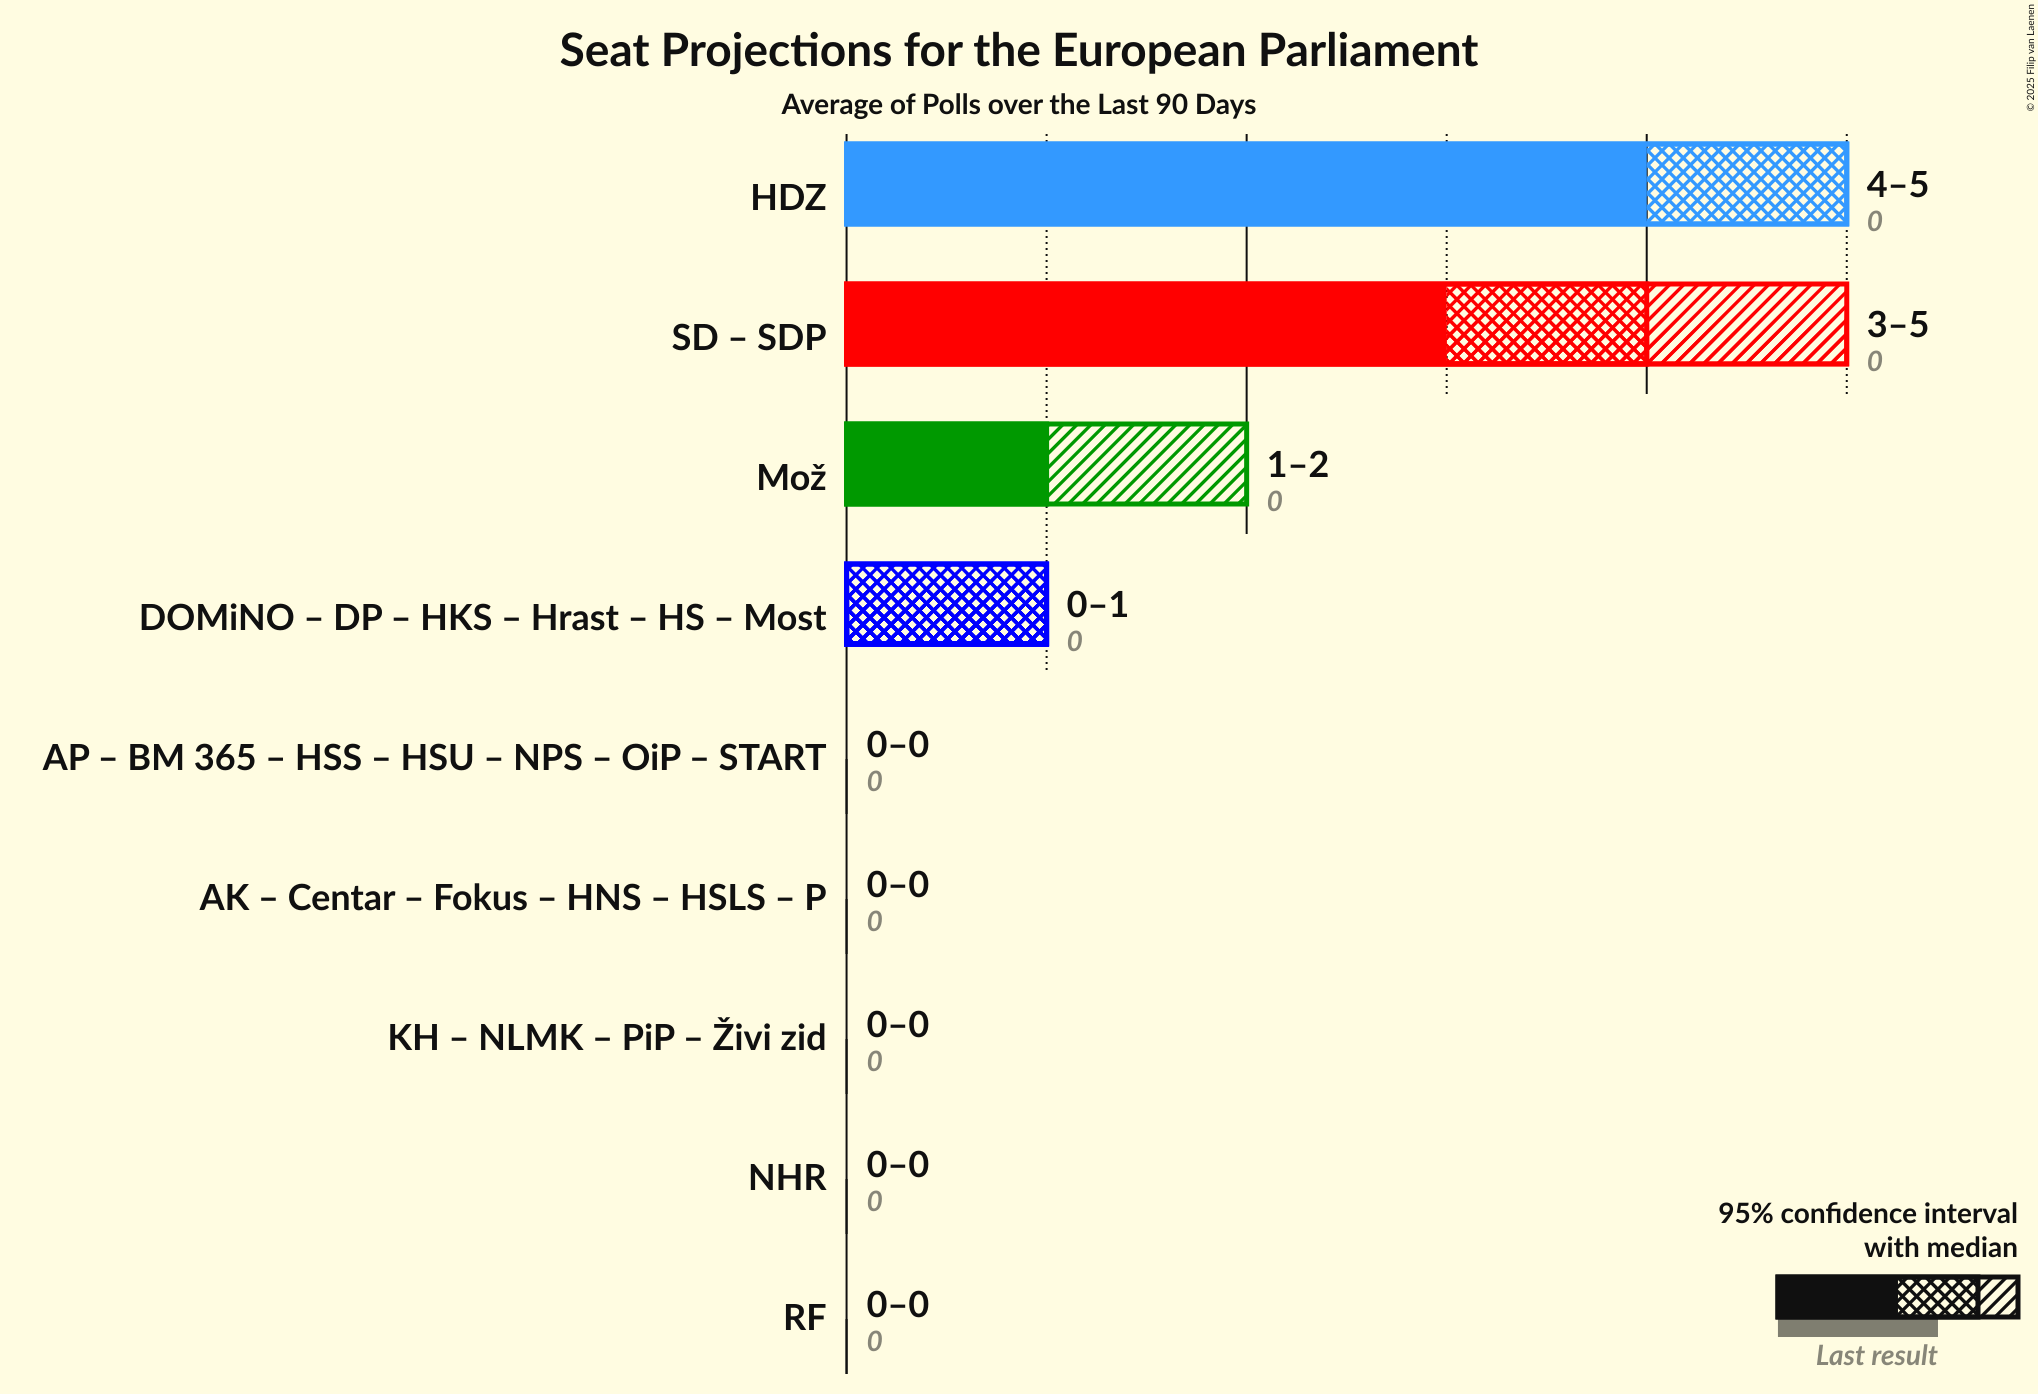 Seat Projections for the European Parliament
Average of Polls over the Last 90 Days
© 2025 Filip van Laenen
HDZ
4–5
0
SD – SDP
3–5
0
Mož
1–2
0
DOMiNO – DP – HKS – Hrast – HS – Most
0–1
0
AP – BM 365 – HSS – HSU – NPS – OiP – START
0–0
0
AK – Centar – Fokus – HNS – HSLS – P
0–0
0
KH – NLMK – PiP – Živi zid
0–0
0
NHR
0–0
0
RF
0–0
0
95% confidence interval
with median
Last result